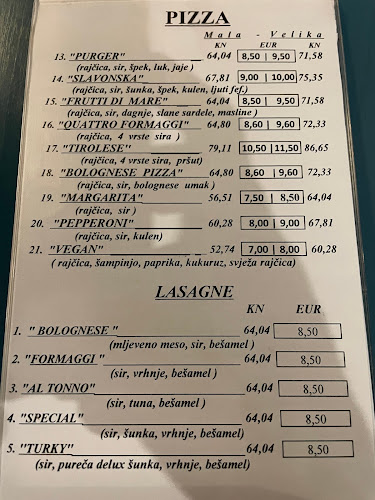 PIZZA
Mala - Velika
KN EUR KN
13. "PURGER" 64,04 8,50 | 9,50 71,58
(rajčica, sir, špek, luk, jaje )
14. "SLAVONSKA" 67,81 9,00 | 10,00 75,35
(rajčica, sir, šunka, špek, kulen, ljuti fef.)
15. "FRUTTI DI MARE" 64,04 8,50 | 9,50 71,58
(rajčica, sir, dagnje, slane sardele, masline )
16. "QUATTRO FORMAGGI" 64,80 8,60 | 9,60 72,33
(rajčica, 4 vrste sira )
17. "TIROLESE" 79,11 10,50 | 11,50 86,65
(rajčica, 4 vrste sira, pršut)
18. "BOLOGNESE PIZZA" 64,80 8,60 | 9,60 72,33
(rajčica, sir, bolognese umak )
19. "MARGARITA" 56,51 7,50 | 8,50 64,04
(rajčica, sir )
20. "PEPPERONI" 60,28 8,00 | 9,00 67,81
(rajčica, sir, kulen)
21. "VEGAN" 52,74 7,00 | 8,00 60,28
( rajčica, šampinjo, paprika, kukuruz, svježa rajčica)
LASAGNE
KN EUR
1. " BOLOGNESE " 64,04 8,50
(mljeveno meso, sir, bešamel )
2. "FORMAGGI " 64,04 8,50
(sir, vrhnje, bešamel)
3. "AL TONNO" 64,04 8,50
(sir, tuna, bešamel)
4. "SPECIAL" 64,04 8,50
(sir, šunka, vrhnje, bešamel)
5. "TURKY" 64,04 8,50
(sir, pureća delux šunka, vrhnje, bešamel)